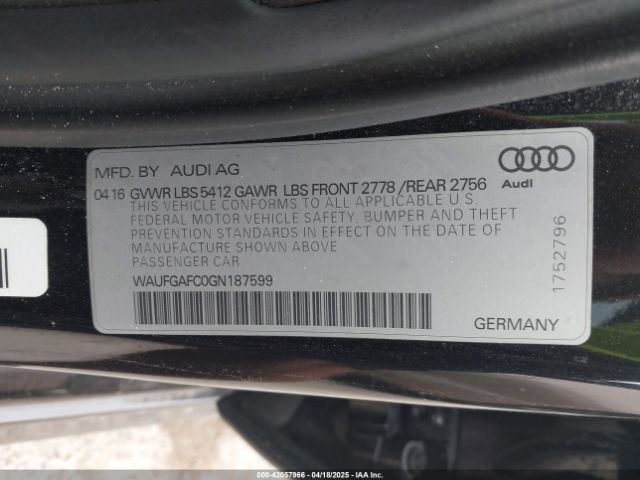 MFD. BY AUDI AG
04 16 GVWR LBS 5412 GAWR LBS FRONT 2778 /REAR 2756
THIS VEHICLE CONFORMS TO ALL APPLICABLE U.S.
FEDERAL MOTOR VEHICLE SAFETY, BUMPER AND THEFT
PREVENTION STANDARDS IN EFFECT ON THE DATE OF
MANUFACTURE SHOWN ABOVE
PASSENGER CAR
WAUFGAFC0GN187599
Audi
1752796
GERMANY
000-42057966 - 04/18/2025 - IAA Inc.